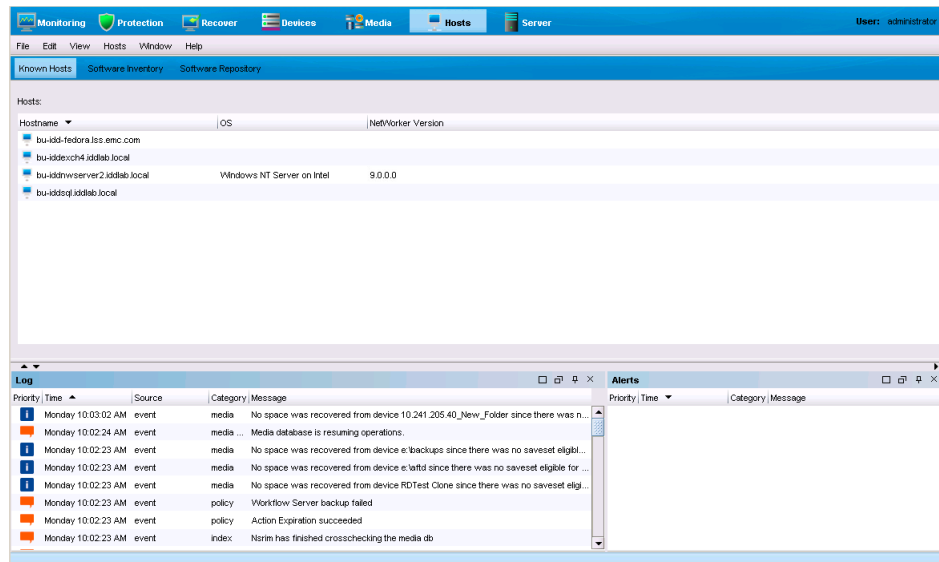 Monitoring Protection Recover Devices Media Hosts Server User: administrator
File Edit View Hosts Window Help
Known Hosts Software Inventory Software Repository
Hosts:
Hostname OS NetWorker Version
bu-idd-fedora.lss.emc.com
bu-iddexch4.iddlab.local
bu-iddnwserver2.iddlab.local Windows NT Server on Intel 9.0.0.0
bu-iddsql.iddlab.local
Log Alerts
Priority Time Source Category Message Priority Time Category Message
Monday 10:03:02 AM event media No space was recovered from device 10.241.205.40_New_Folder since there was n...
Monday 10:02:24 AM event media ... Media database is resuming operations.
Monday 10:02:23 AM event media No space was recovered from device e:\backups since there was no saveset eligibl...
Monday 10:02:23 AM event media No space was recovered from device e:\aftd since there was no saveset eligible for ...
Monday 10:02:23 AM event media No space was recovered from device RDTest Clone since there was no saveset eligi...
Monday 10:02:23 AM event policy Workflow Server backup failed
Monday 10:02:23 AM event policy Action Expiration succeeded
Monday 10:02:23 AM event index Nsrim has finished crosschecking the media db